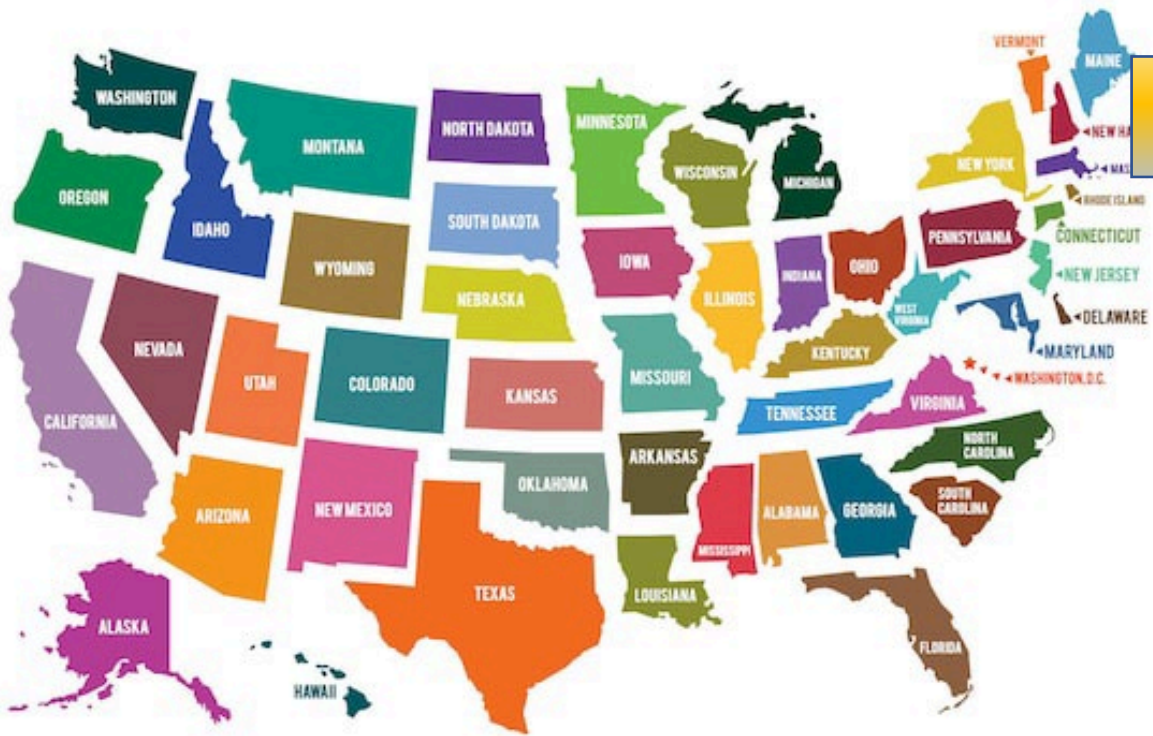 VERMONT
MAINE
WASHINGTON
MONTANA
NORTH DAKOTA
MINNESOTA
NEW
NEW YORK
WISCONSIN
MICHIGAN
OREGON
IDAHO
SOUTH DAKOTA
RHODE ISLAND
CONNECTICUT
PENNSYLVANIA
WYOMING
IOWA
OHIO
INDIANA
NEW JERSEY
NEBRASKA
ILLINOIS
WEST
VIRGINIA
DELAWARE
NEVADA
KENTUCKY
MARYLAND
UTAH
COLORADO
KANSAS
MISSOURI
WASHINGTON, D.C.
CALIFORNIA
TENNESSEE
VIRGINIA
NORTH
CAROLINA
ARKANSAS
OKLAHOMA
SOUTH
CAROLINA
ARIZONA
NEW MEXICO
ALABAMA
GEORGIA
MISSISSIPPI
TEXAS
LOUISIANA
ALASKA
FLORIDA
HAWAII